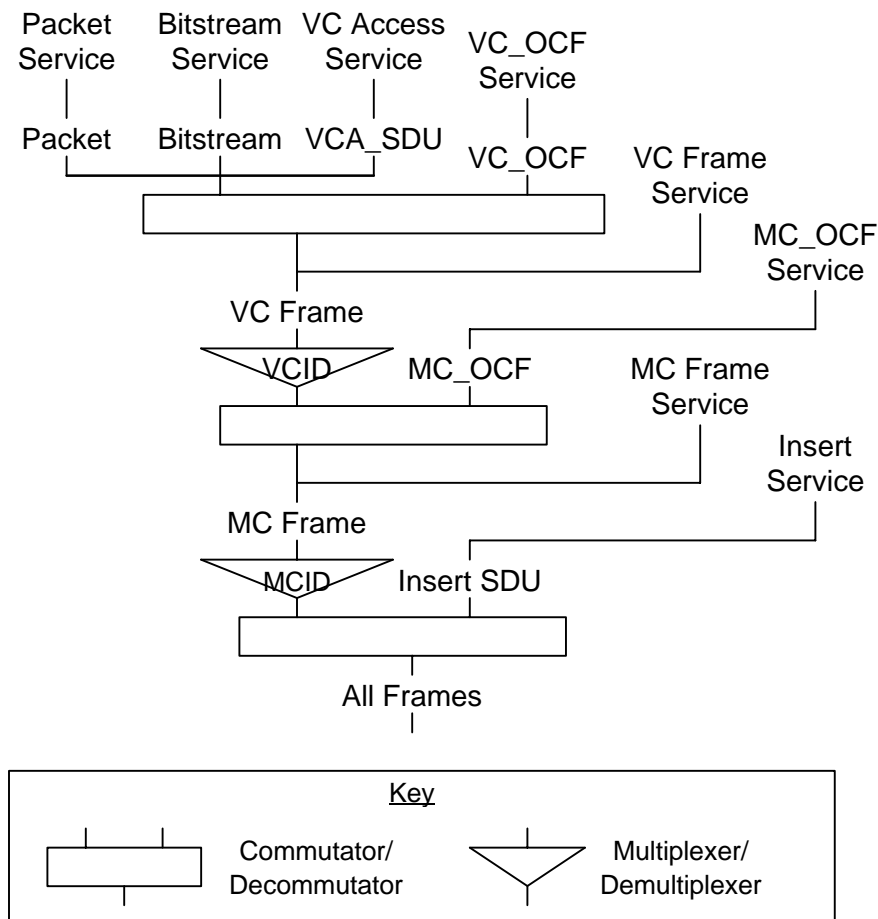 Packet
Service
Bitstream
Service
VC Access
Service
VC_OCF
Service
Packet
Bitstream
VCA_SDU
VC_OCF
VC Frame
Service
MC_OCF
Service
VC Frame
VCID
MC_OCF
MC Frame
Service
Insert
Service
MC Frame
MCID
Insert SDU
All Frames
Key
Commutator/
Decommutator
Multiplexer/
Demultiplexer